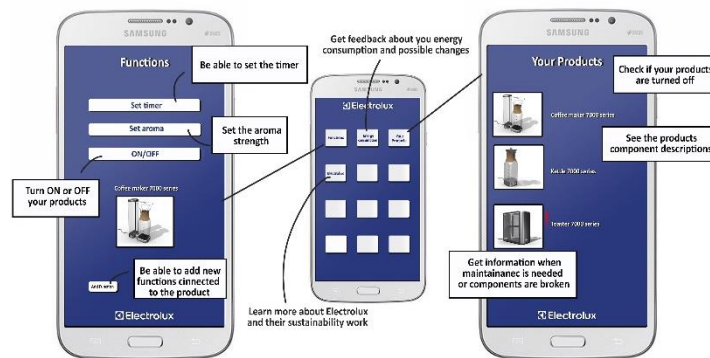 SAMSUNG
Functions
Be able to set the timer
Set timer
Set aroma
Set the aroma
strength
ON/OFF
Turn ON or OFF
your products
Coffee maker 7000 series
Be able to add new
functions cinnected
to the product
Electrolux
Get feedback about you energy
consumption and possible changes
SAMSUNG
Electrolux
Learn more about Electrolux
and their sustainability work
SAMSUNG
Your Products
Check if your products
are turned off
Coffee maker 7000 series
See the products
component descriptions
Kettle 7000 series
Toaster 7000 series
Get information when
maintainanec is needed
or components are broken
Electrolux